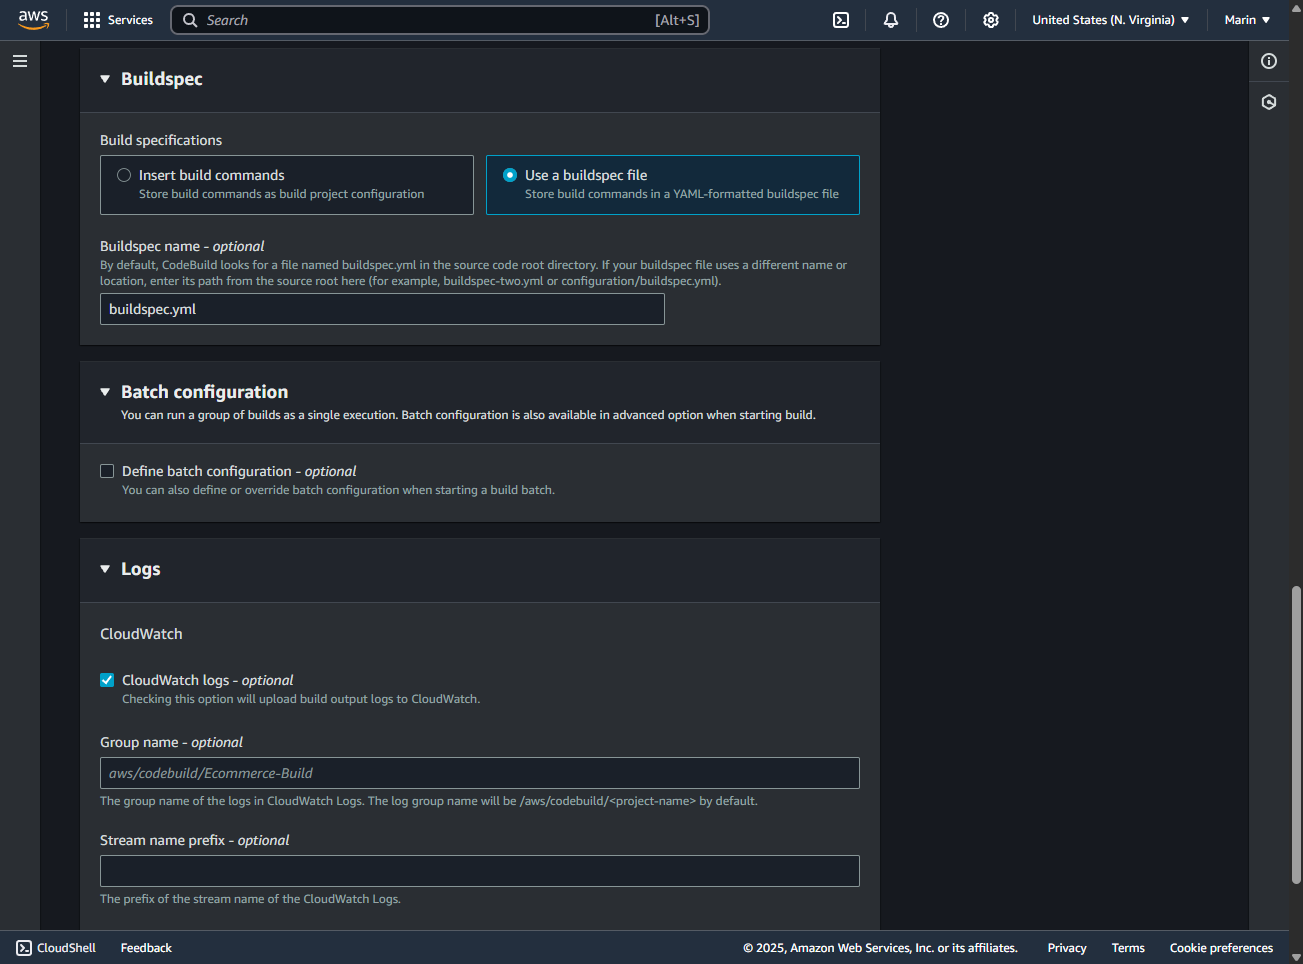 aws
Services
Search
[Alt+S]
United States (N. Virginia)
Marin
Buildspec
Build specifications
Insert build commands
Store build commands as build project configuration
Use a buildspec file
Store build commands in a YAML-formatted buildspec file
Buildspec name - optional
By default, CodeBuild looks for a file named buildspec.yml in the source code root directory. If your buildspec file uses a different name or
location, enter its path from the source root here (for example, buildspec-two.yml or configuration/buildspec.yml).
buildspec.yml
Batch configuration
You can run a group of builds as a single execution. Batch configuration is also available in advanced option when starting build.
Define batch configuration - optional
You can also define or override batch configuration when starting a build batch.
Logs
CloudWatch
CloudWatch logs - optional
Checking this option will upload build output logs to CloudWatch.
Group name - optional
aws/codebuild/Ecommerce-Build
The group name of the logs in CloudWatch Logs. The log group name will be /aws/codebuild/<project-name> by default.
Stream name prefix - optional
The prefix of the stream name of the CloudWatch Logs.
CloudShell
Feedback
© 2025, Amazon Web Services, Inc. or its affiliates.
Privacy
Terms
Cookie preferences